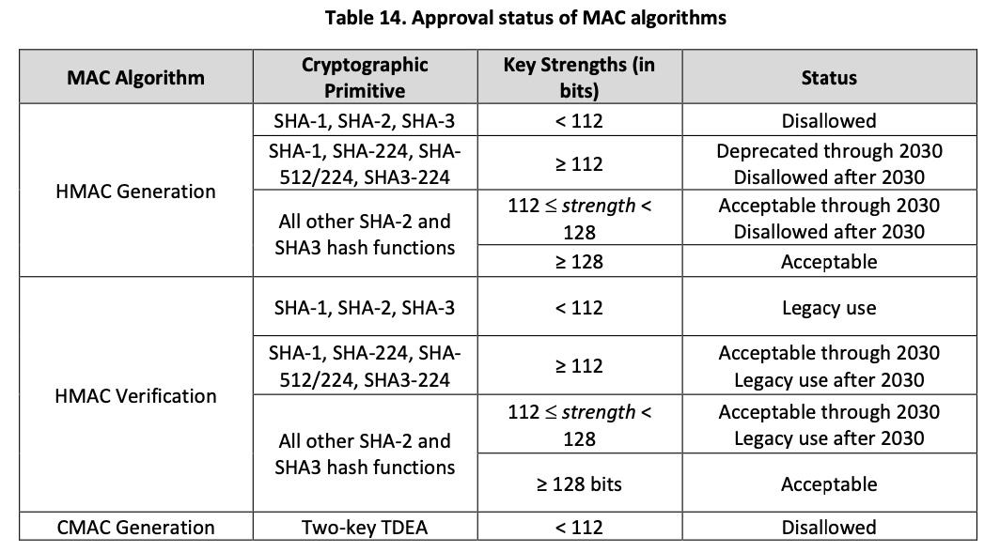 Table 14. Approval status of MAC algorithms
MAC Algorithm
Cryptographic
Primitive
Key Strengths (in
bits)
Status
HMAC Generation
SHA-1, SHA-2, SHA-3
< 112
Disallowed
SHA-1, SHA-224, SHA-
512/224, SHA3-224
≥ 112
Deprecated through 2030
Disallowed after 2030
All other SHA-2 and
SHA3 hash functions
112 ≤ strength <
128
Acceptable through 2030
Disallowed after 2030
≥ 128
Acceptable
HMAC Verification
SHA-1, SHA-2, SHA-3
< 112
Legacy use
SHA-1, SHA-224, SHA-
512/224, SHA3-224
≥ 112
Acceptable through 2030
Legacy use after 2030
All other SHA-2 and
SHA3 hash functions
112 ≤ strength <
128
Acceptable through 2030
Legacy use after 2030
≥ 128 bits
Acceptable
CMAC Generation
Two-key TDEA
< 112
Disallowed